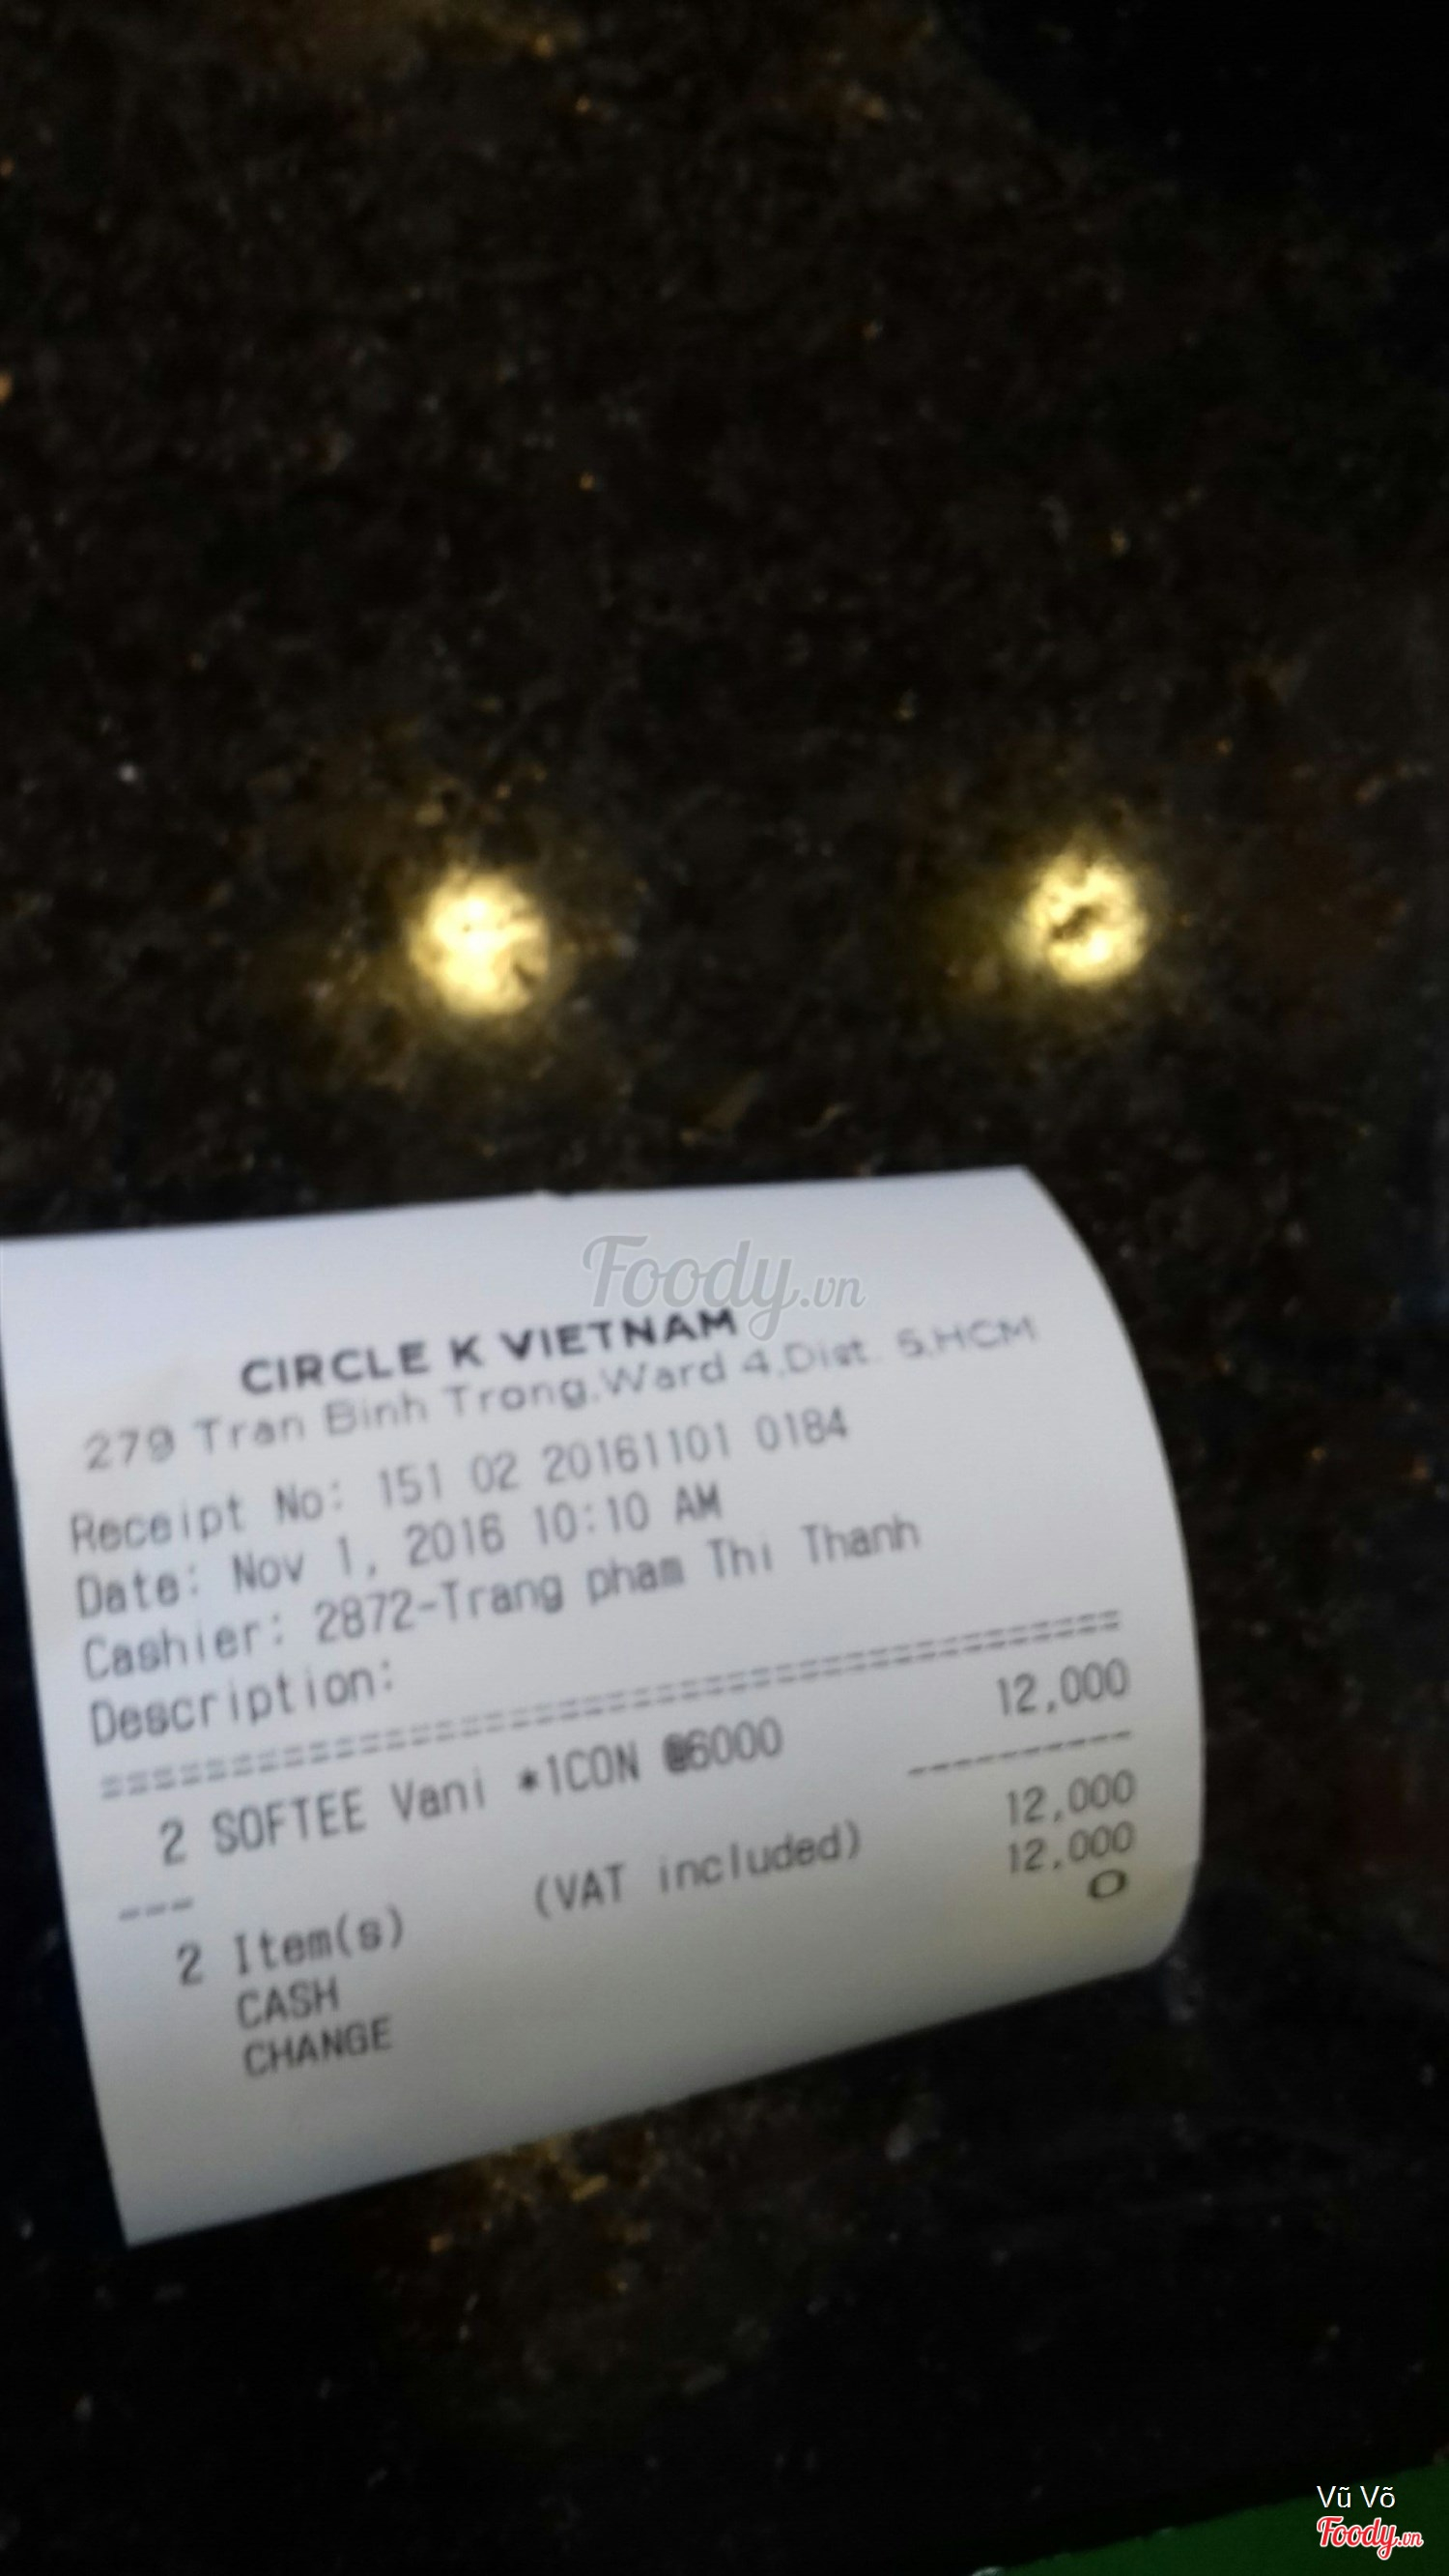 Foody.vn
CIRCLE K VIETNAM
279 Tran Binh Trong,Ward 4,Dist. 5,HCM
Receipt No: 151 02 20161101 0184
Date: Nov 1, 2016 10:10 AM
Cashier: 2872-Trang pham Thi Thanh
Description:
========================================
2 SOFTEE Vani *1CON @6000 12,000
--- ----------
2 Item(s) (VAT included) 12,000
CASH 12,000
CHANGE 0
Vũ Võ
Foody.vn